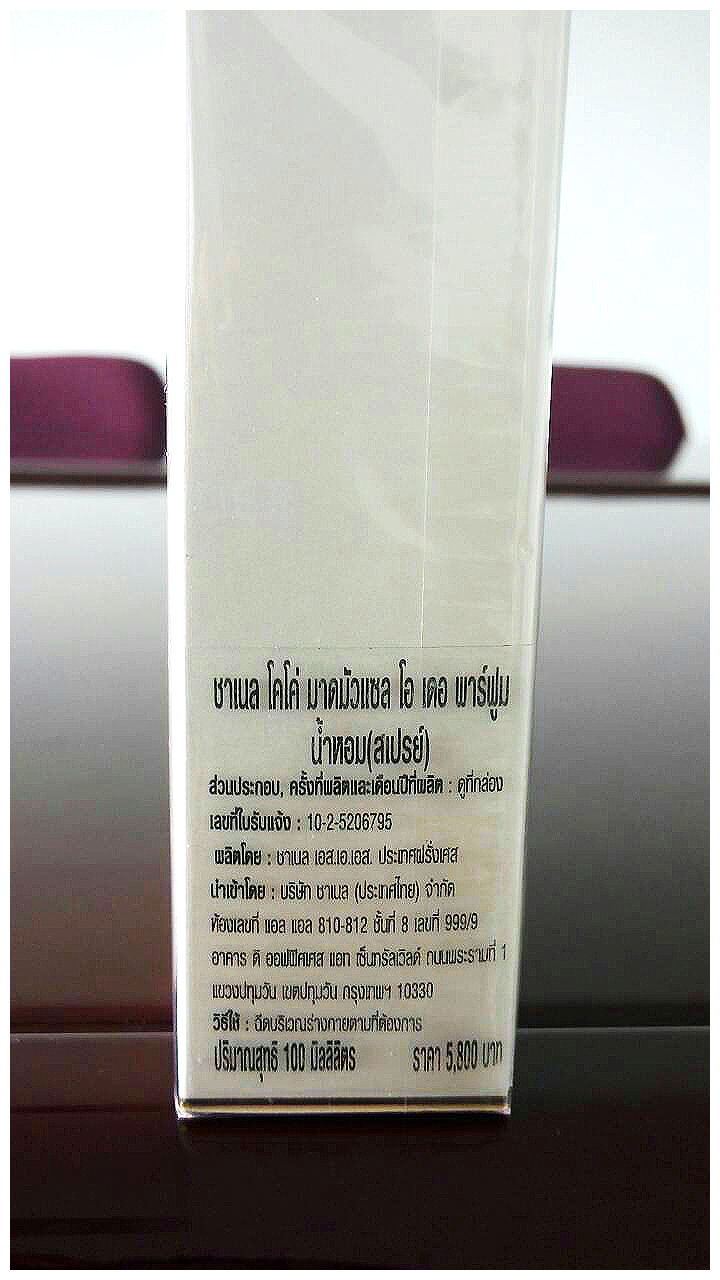 ชาเนล โคโค่ มาดมัวแซล โอ เดอ พาร์ฟูม
น้ำหอม(สเปรย์)
ส่วนประกอบ, ครั้งที่ผลิตและเดือนปีที่ผลิต : ดูที่กล่อง
เลขที่ใบรับแจ้ง : 10-2-5206795
ผลิตโดย : ชาเนล เอส.เอ.เอส. ประเทศฝรั่งเศส
นำเข้าโดย : บริษัท ชาเนล (ประเทศไทย) จำกัด
ห้องเลขที่ แอล แอล 810-812 ชั้นที่ 8 เลขที่ 999/9
อาคาร ดิ ออฟฟิศเศส แอท เซ็นทรัลเวิลด์ ถนนพระรามที่ 1
แขวงปทุมวัน เขตปทุมวัน กรุงเทพฯ 10330
วิธีใช้ : ฉีดบริเวณร่างกายตามที่ต้องการ
ปริมาณสุทธิ 100 มิลลิลิตร ราคา 5,800 บาท